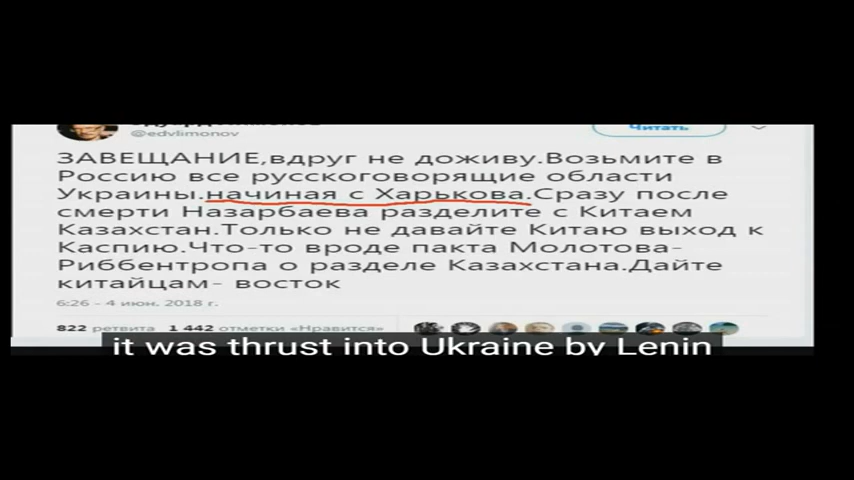 @edvlimonov
Читать
ЗАВЕЩАНИЕ,вдруг не доживу.Возьмите в
Россию все русскоговорящие области
Украины.начиная с Харькова.Сразу после
смерти Назарбаева разделите с Китаем
Казахстан.Только не давайте Китаю выход к
Каспию.Что-то вроде пакта Молотова-
Риббентропа о разделе Казахстана.Дайте
китайцам- восток
6:26 - 4 июн. 2018 г.
822 ретвита 1 442 отметки «Нравится»
it was thrust into Ukraine by Lenin